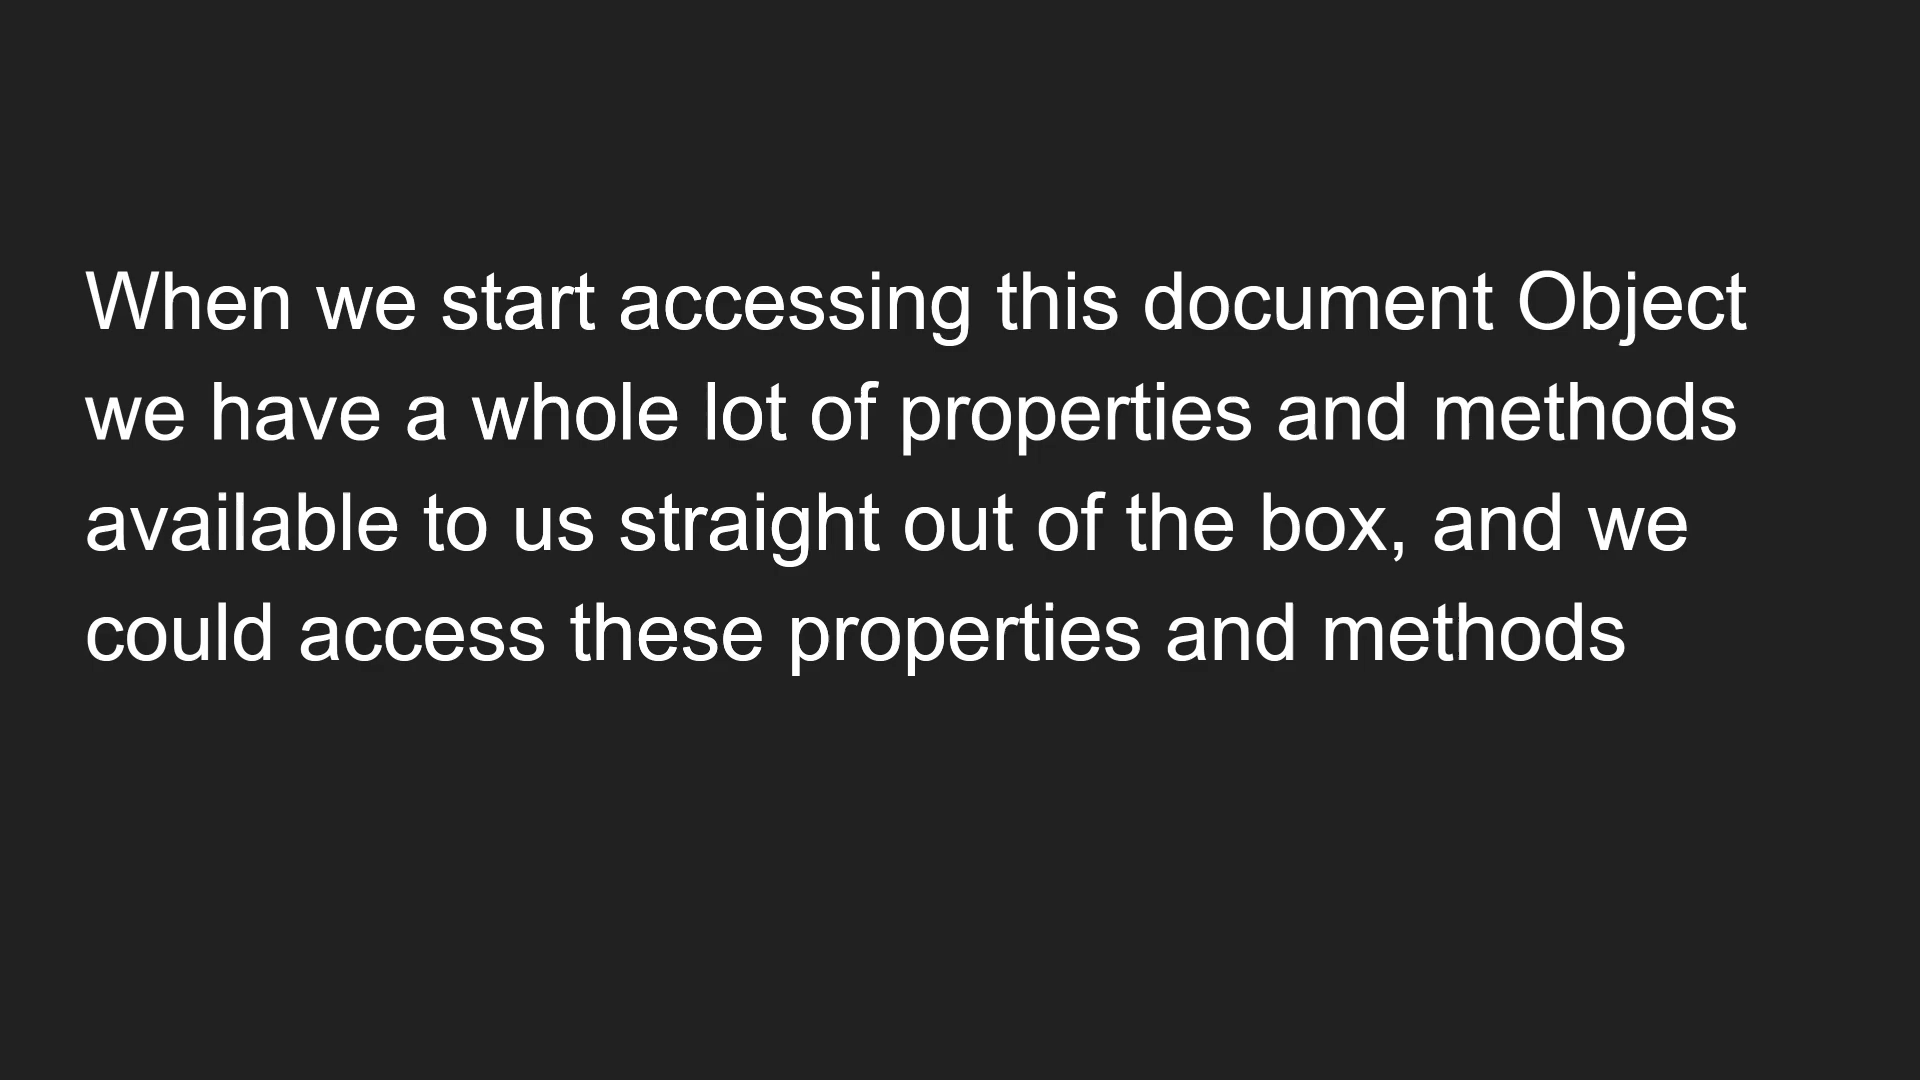 When we start accessing this document Object
we have a whole lot of properties and methods
available to us straight out of the box, and we
could access these properties and methods